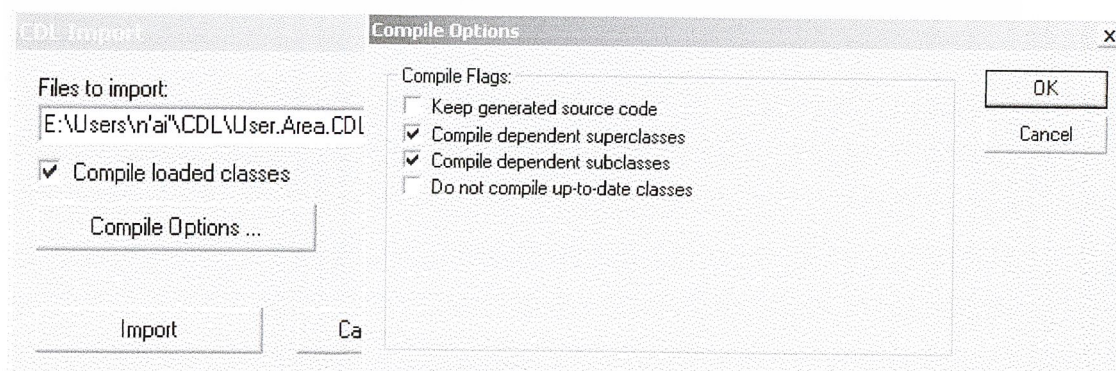 CDL Import
Files to import:
E:\Users\n'ai'\CDL\User.Area.CDL
Compile loaded classes
Compile Options ...
Import
Ca
Compile Options
x
Compile Flags:
Keep generated source code
Compile dependent superclasses
Compile dependent subclasses
Do not compile up-to-date classes
OK
Cancel